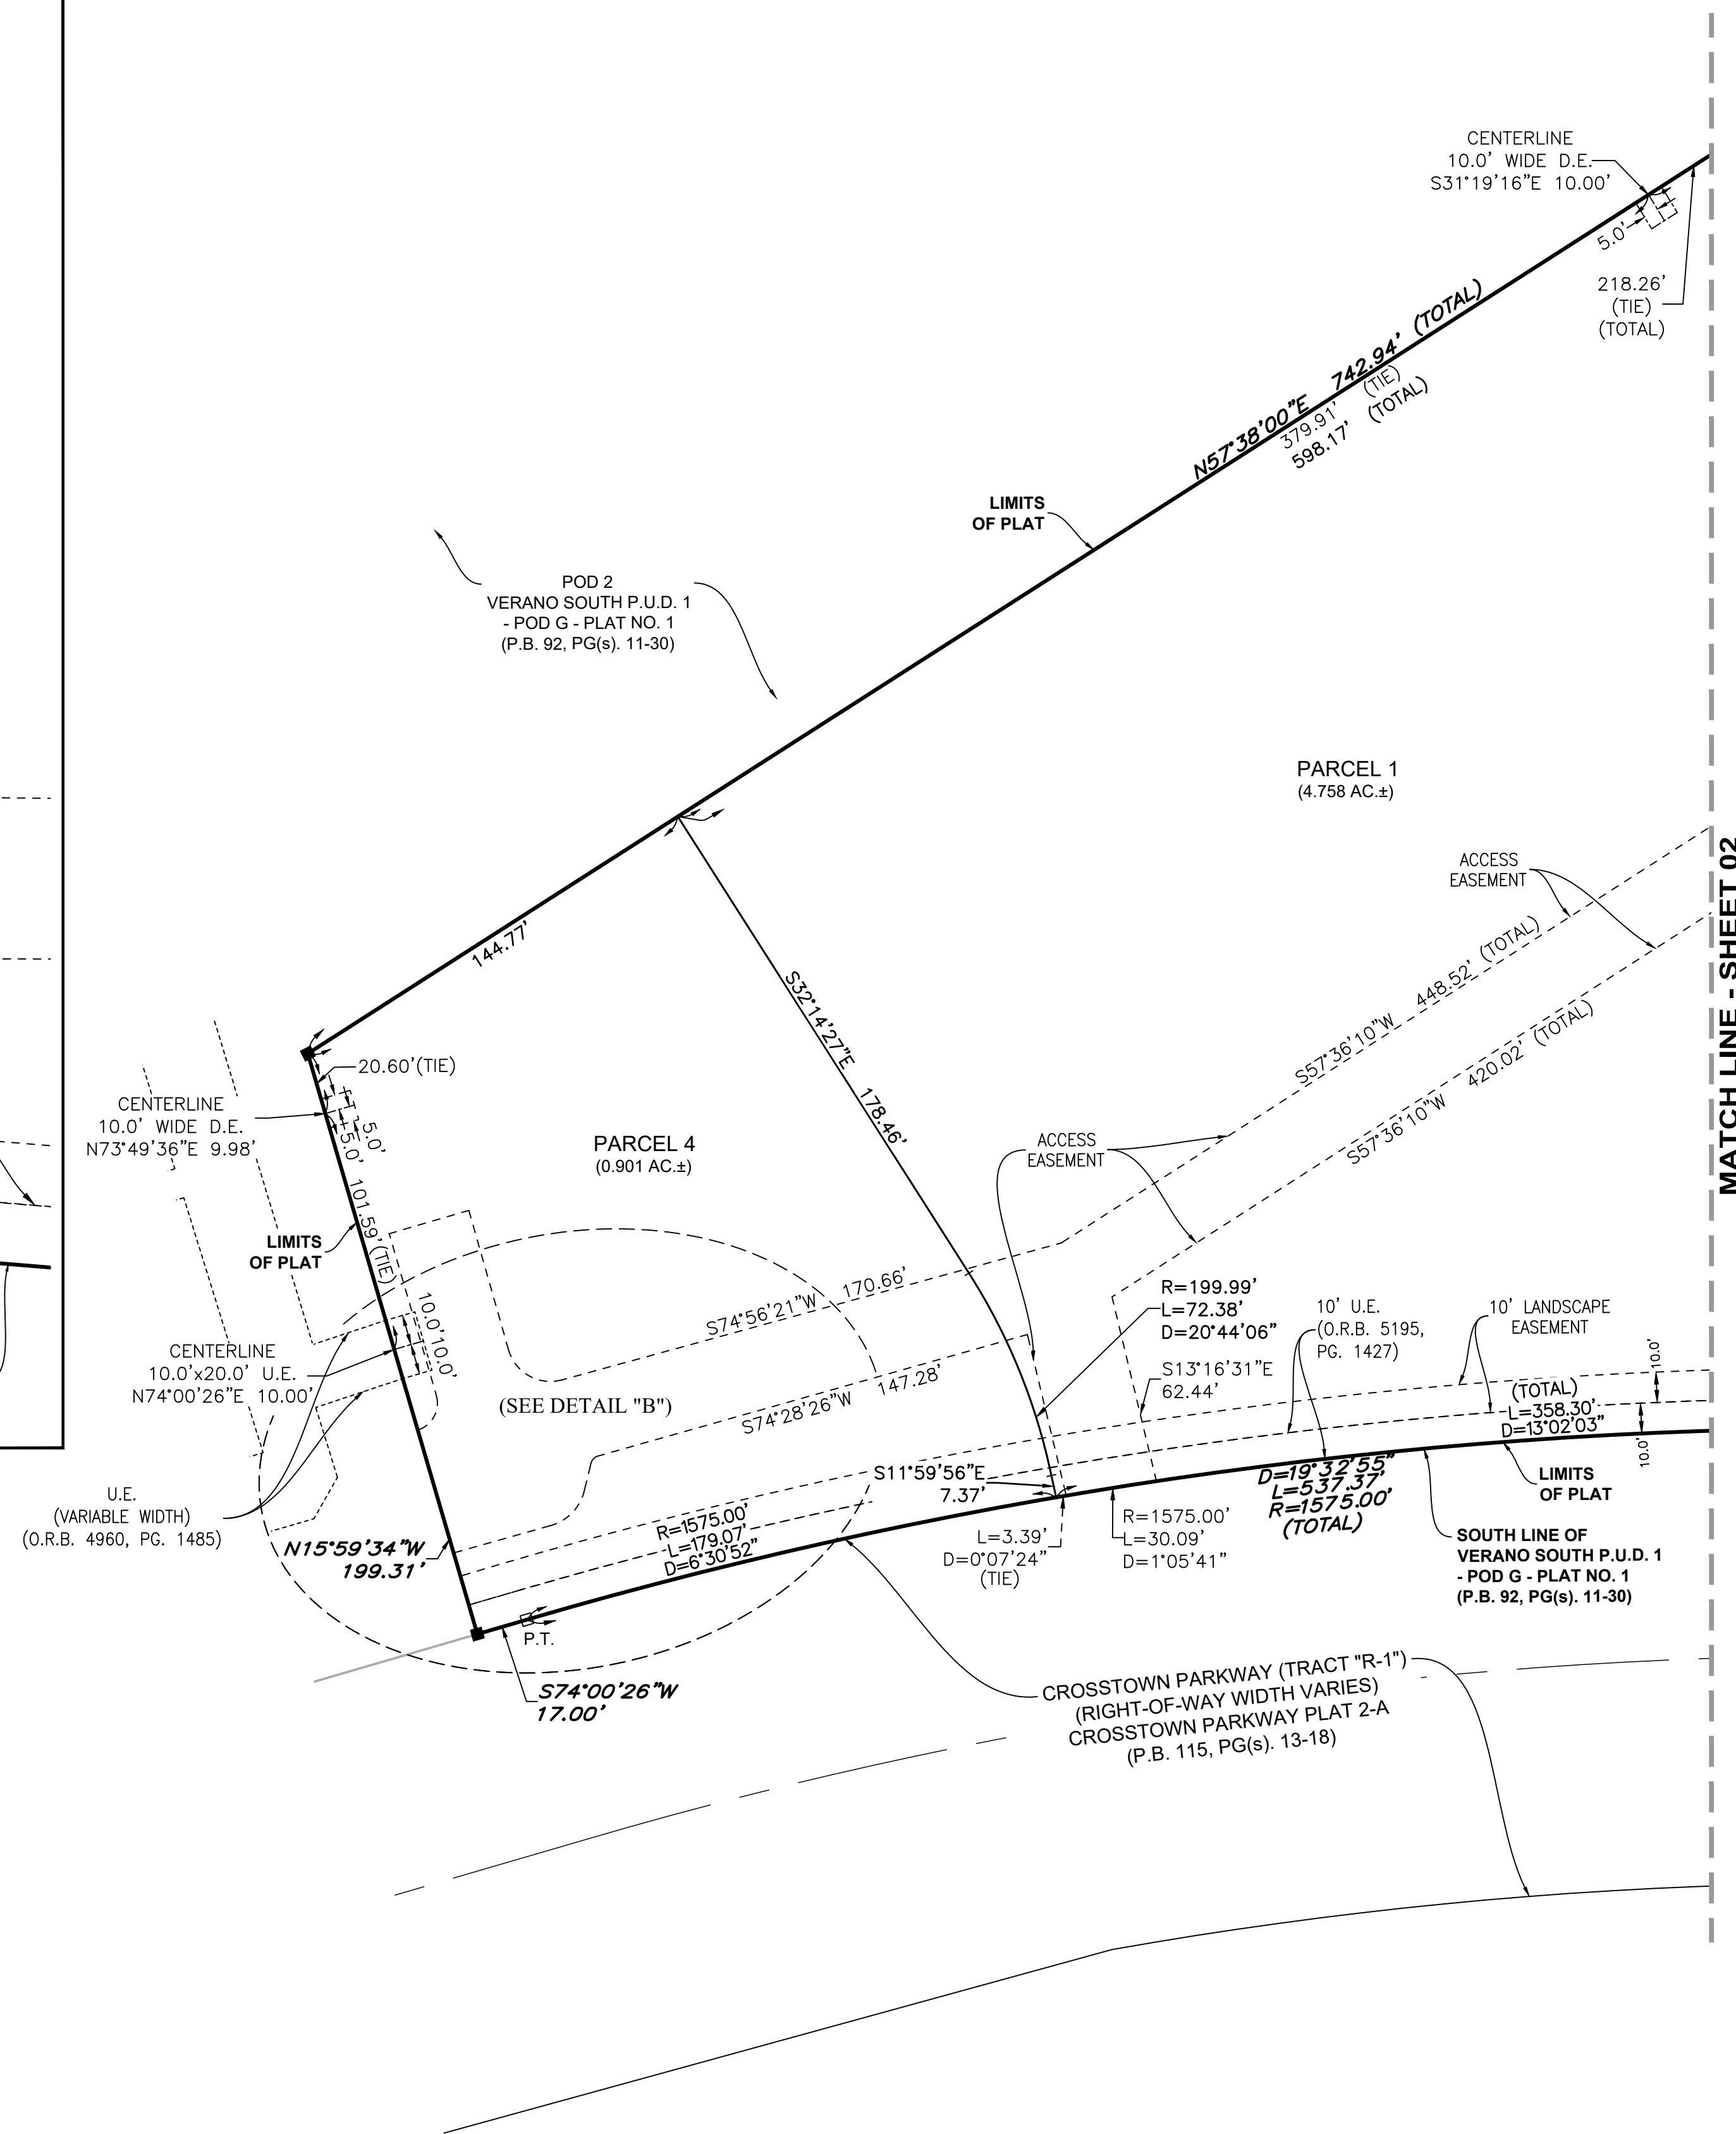 CENTERLINE
10.0' WIDE D.E.
S31°19'16"E 10.00'
5.0'
218.26'
(TIE)
(TOTAL)
N57°38'00"E 742.94' (TOTAL)
379.91' (TIE)
598.17' (TOTAL)
LIMITS
OF PLAT
POD 2
VERANO SOUTH P.U.D. 1
- POD G - PLAT NO. 1
(P.B. 92, PG(s). 11-30)
PARCEL 1
(4.758 AC.±)
ACCESS
EASEMENT
MATCH LINE - SHEET 02
144.77'
S32°14'27"E 178.46'
S57°36'10"W 448.52' (TOTAL)
S57°36'10"W 420.02' (TOTAL)
20.60'(TIE)
CENTERLINE
10.0' WIDE D.E.
N73°49'36"E 9.98'
5.0'
5.0'
101.59'(TIE)
PARCEL 4
(0.901 AC.±)
ACCESS
EASEMENT
LIMITS
OF PLAT
10.0'
10.0'
S74°56'21"W 170.66'
R=199.99'
L=72.38'
D=20°44'06"
10' U.E.
(O.R.B. 5195,
PG. 1427)
10' LANDSCAPE
EASEMENT
10.0'
CENTERLINE
10.0'x20.0' U.E.
N74°00'26"E 10.00'
(SEE DETAIL "B")
S74°28'26"W 147.28'
S13°16'31"E
62.44'
(TOTAL)
L=358.30'
D=13°02'03"
10.0'
S11°59'56"E
7.37'
D=19°32'55"
L=537.37'
R=1575.00'
(TOTAL)
LIMITS
OF PLAT
U.E.
(VARIABLE WIDTH)
(O.R.B. 4960, PG. 1485)
N15°59'34"W
199.31'
R=1575.00'
L=179.07'
D=6°30'52"
L=3.39'
D=0°07'24"
(TIE)
R=1575.00'
L=30.09'
D=1°05'41"
SOUTH LINE OF
VERANO SOUTH P.U.D. 1
- POD G - PLAT NO. 1
(P.B. 92, PG(s). 11-30)
P.T.
S74°00'26"W
17.00'
CROSSTOWN PARKWAY (TRACT "R-1")
(RIGHT-OF-WAY WIDTH VARIES)
CROSSTOWN PARKWAY PLAT 2-A
(P.B. 115, PG(s). 13-18)